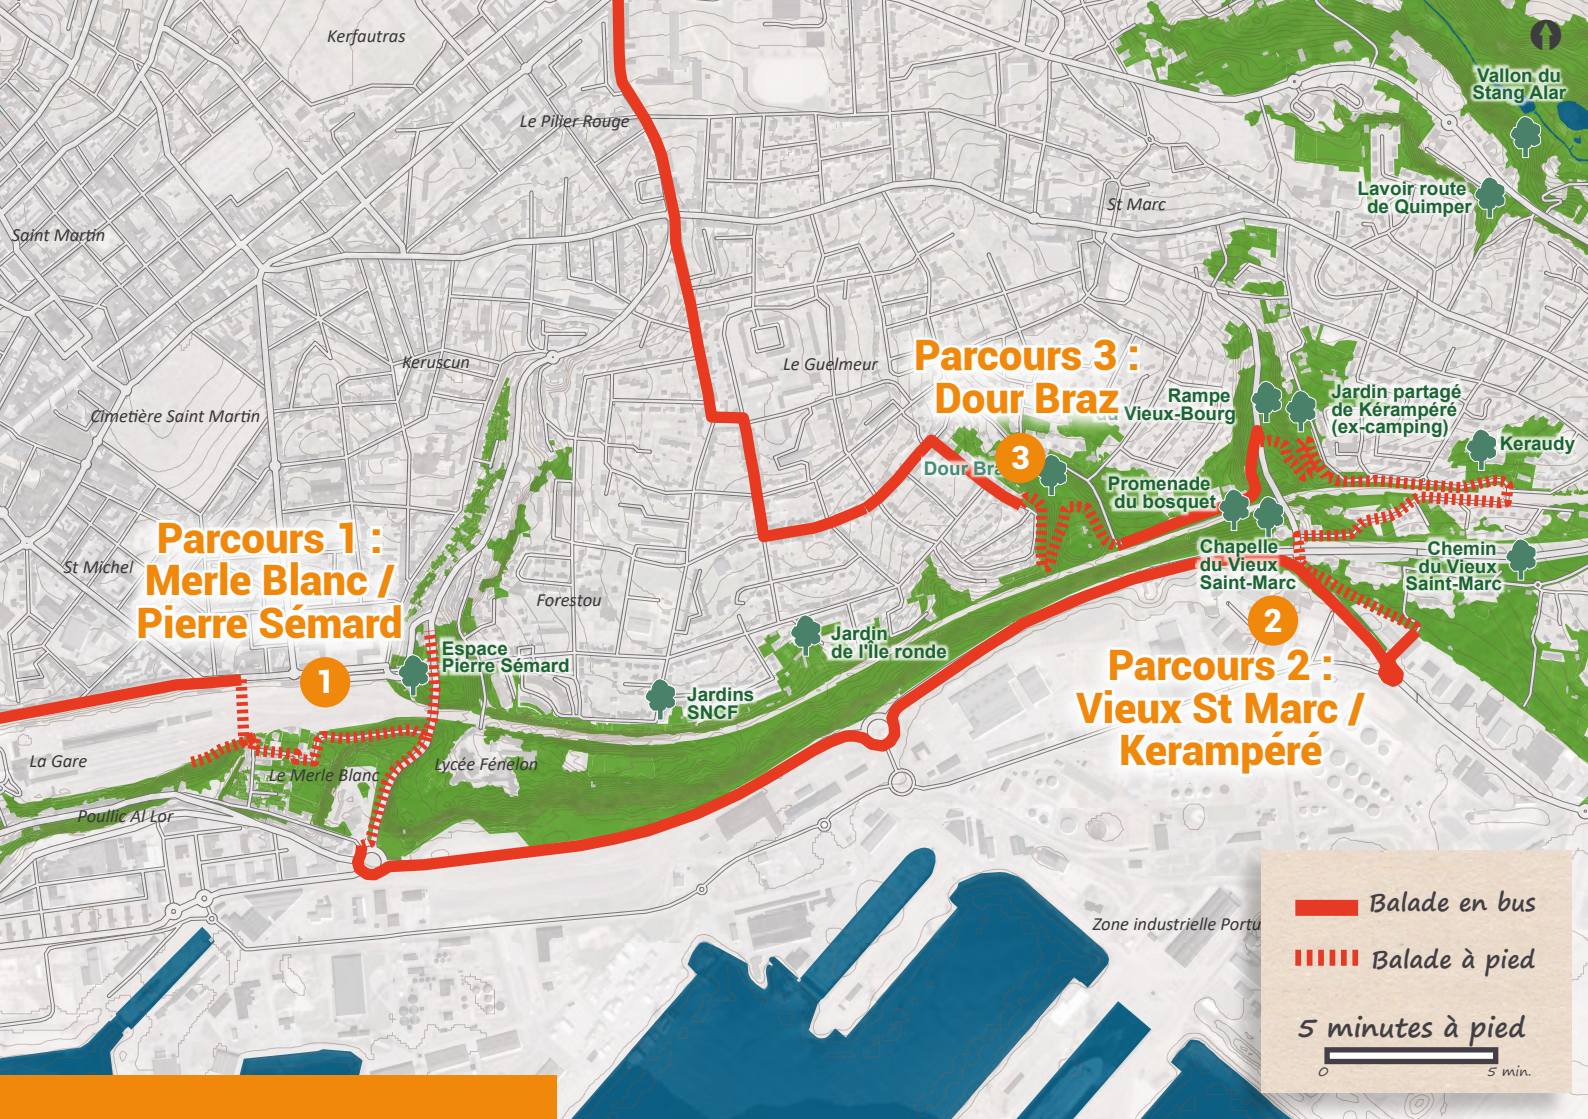 Kerfautras
Vallon du
Stang Alar
Le Pilier Rouge
Lavoir route
de Quimper
St Marc
Saint Martin
Keruscun
Le Guelmeur
Parcours 3 :
Dour Braz
Rampe
Vieux-Bourg
Jardin partagé
de Kérampéré
(ex-camping)
Cimetière Saint Martin
Keraudy
3
Dour Bra
Promenade
du bosquet
Parcours 1 :
Merle Blanc /
Pierre Sémard
St Michel
Chapelle
du Vieux
Saint-Marc
Chemin
du Vieux
Saint-Marc
Forestou
2
Jardin
de l'Île ronde
Espace
Pierre Sémard
Parcours 2 :
Vieux St Marc /
Kerampéré
1
Jardins
SNCF
La Gare
Le Merle Blanc
Lycée Fénelon
Poullic Al Lor
Zone industrielle Portu
Balade en bus
Balade à pied
5 minutes à pied
0
5 min.